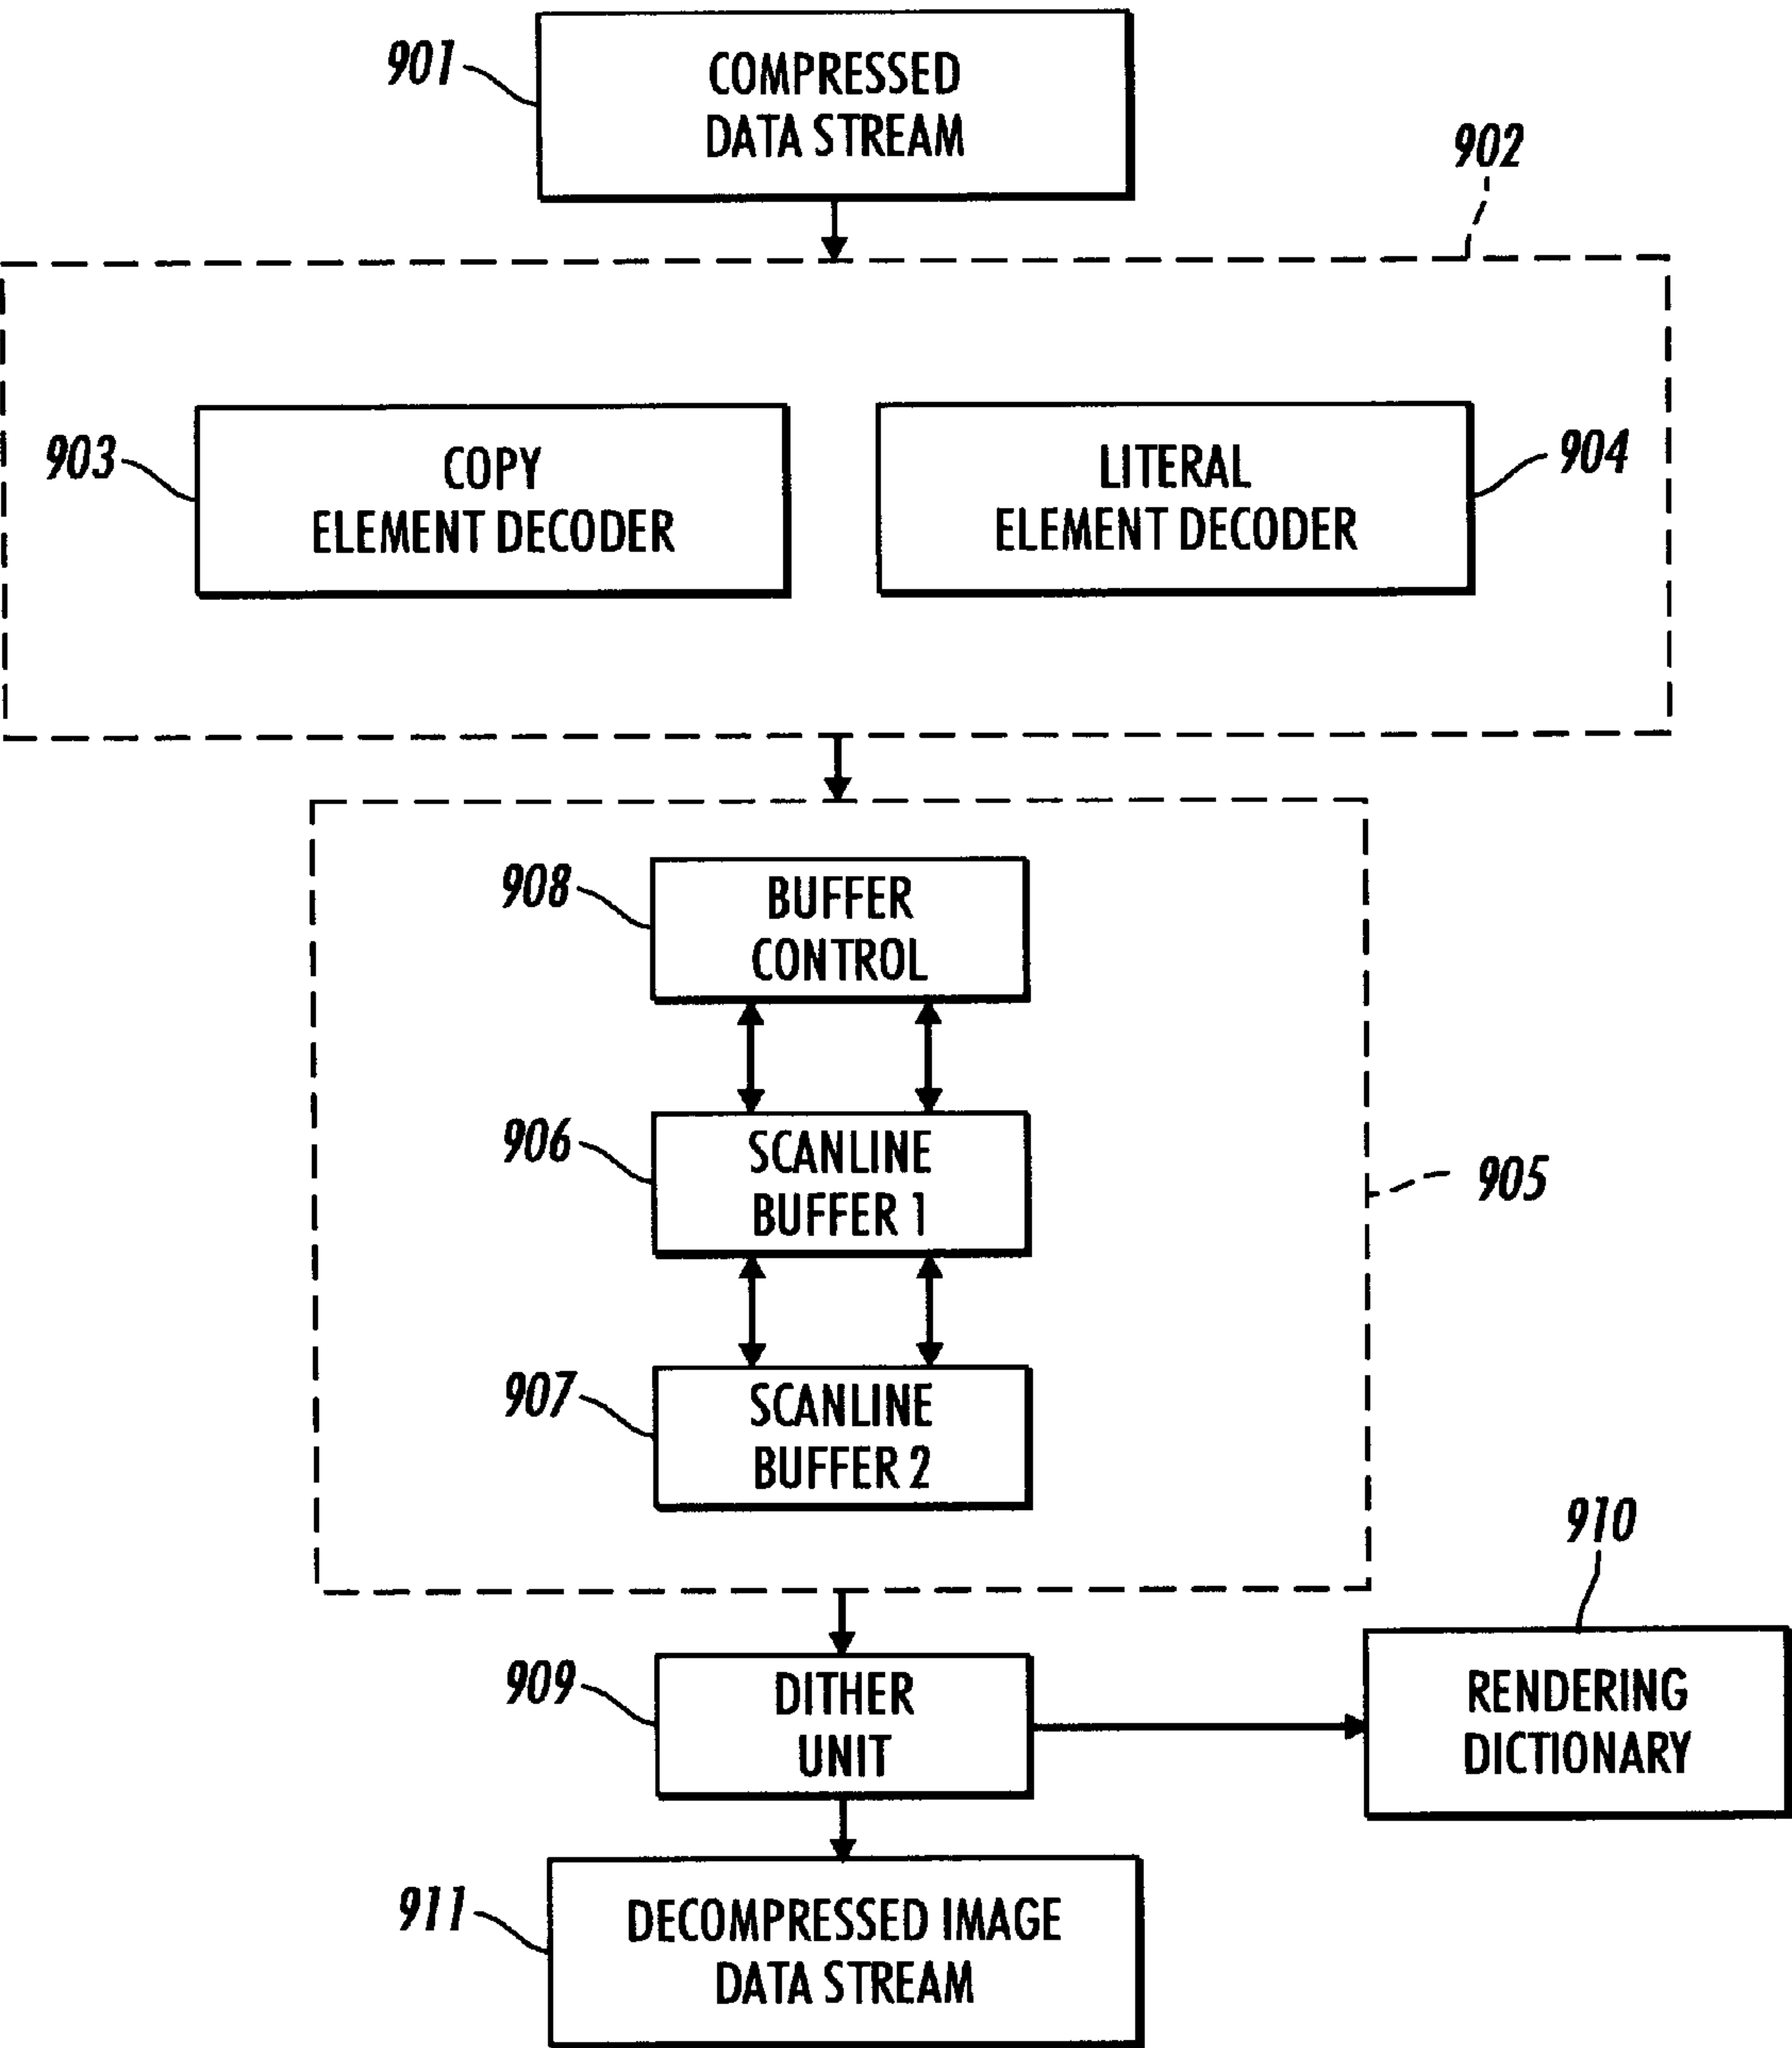 901
COMPRESSED
DATA STREAM
902
903
COPY
ELEMENT DECODER
LITERAL
ELEMENT DECODER
904
908
BUFFER
CONTROL
906
SCANLINE
BUFFER 1
905
907
SCANLINE
BUFFER 2
910
909
DITHER
UNIT
RENDERING
DICTIONARY
911
DECOMPRESSED IMAGE
DATA STREAM